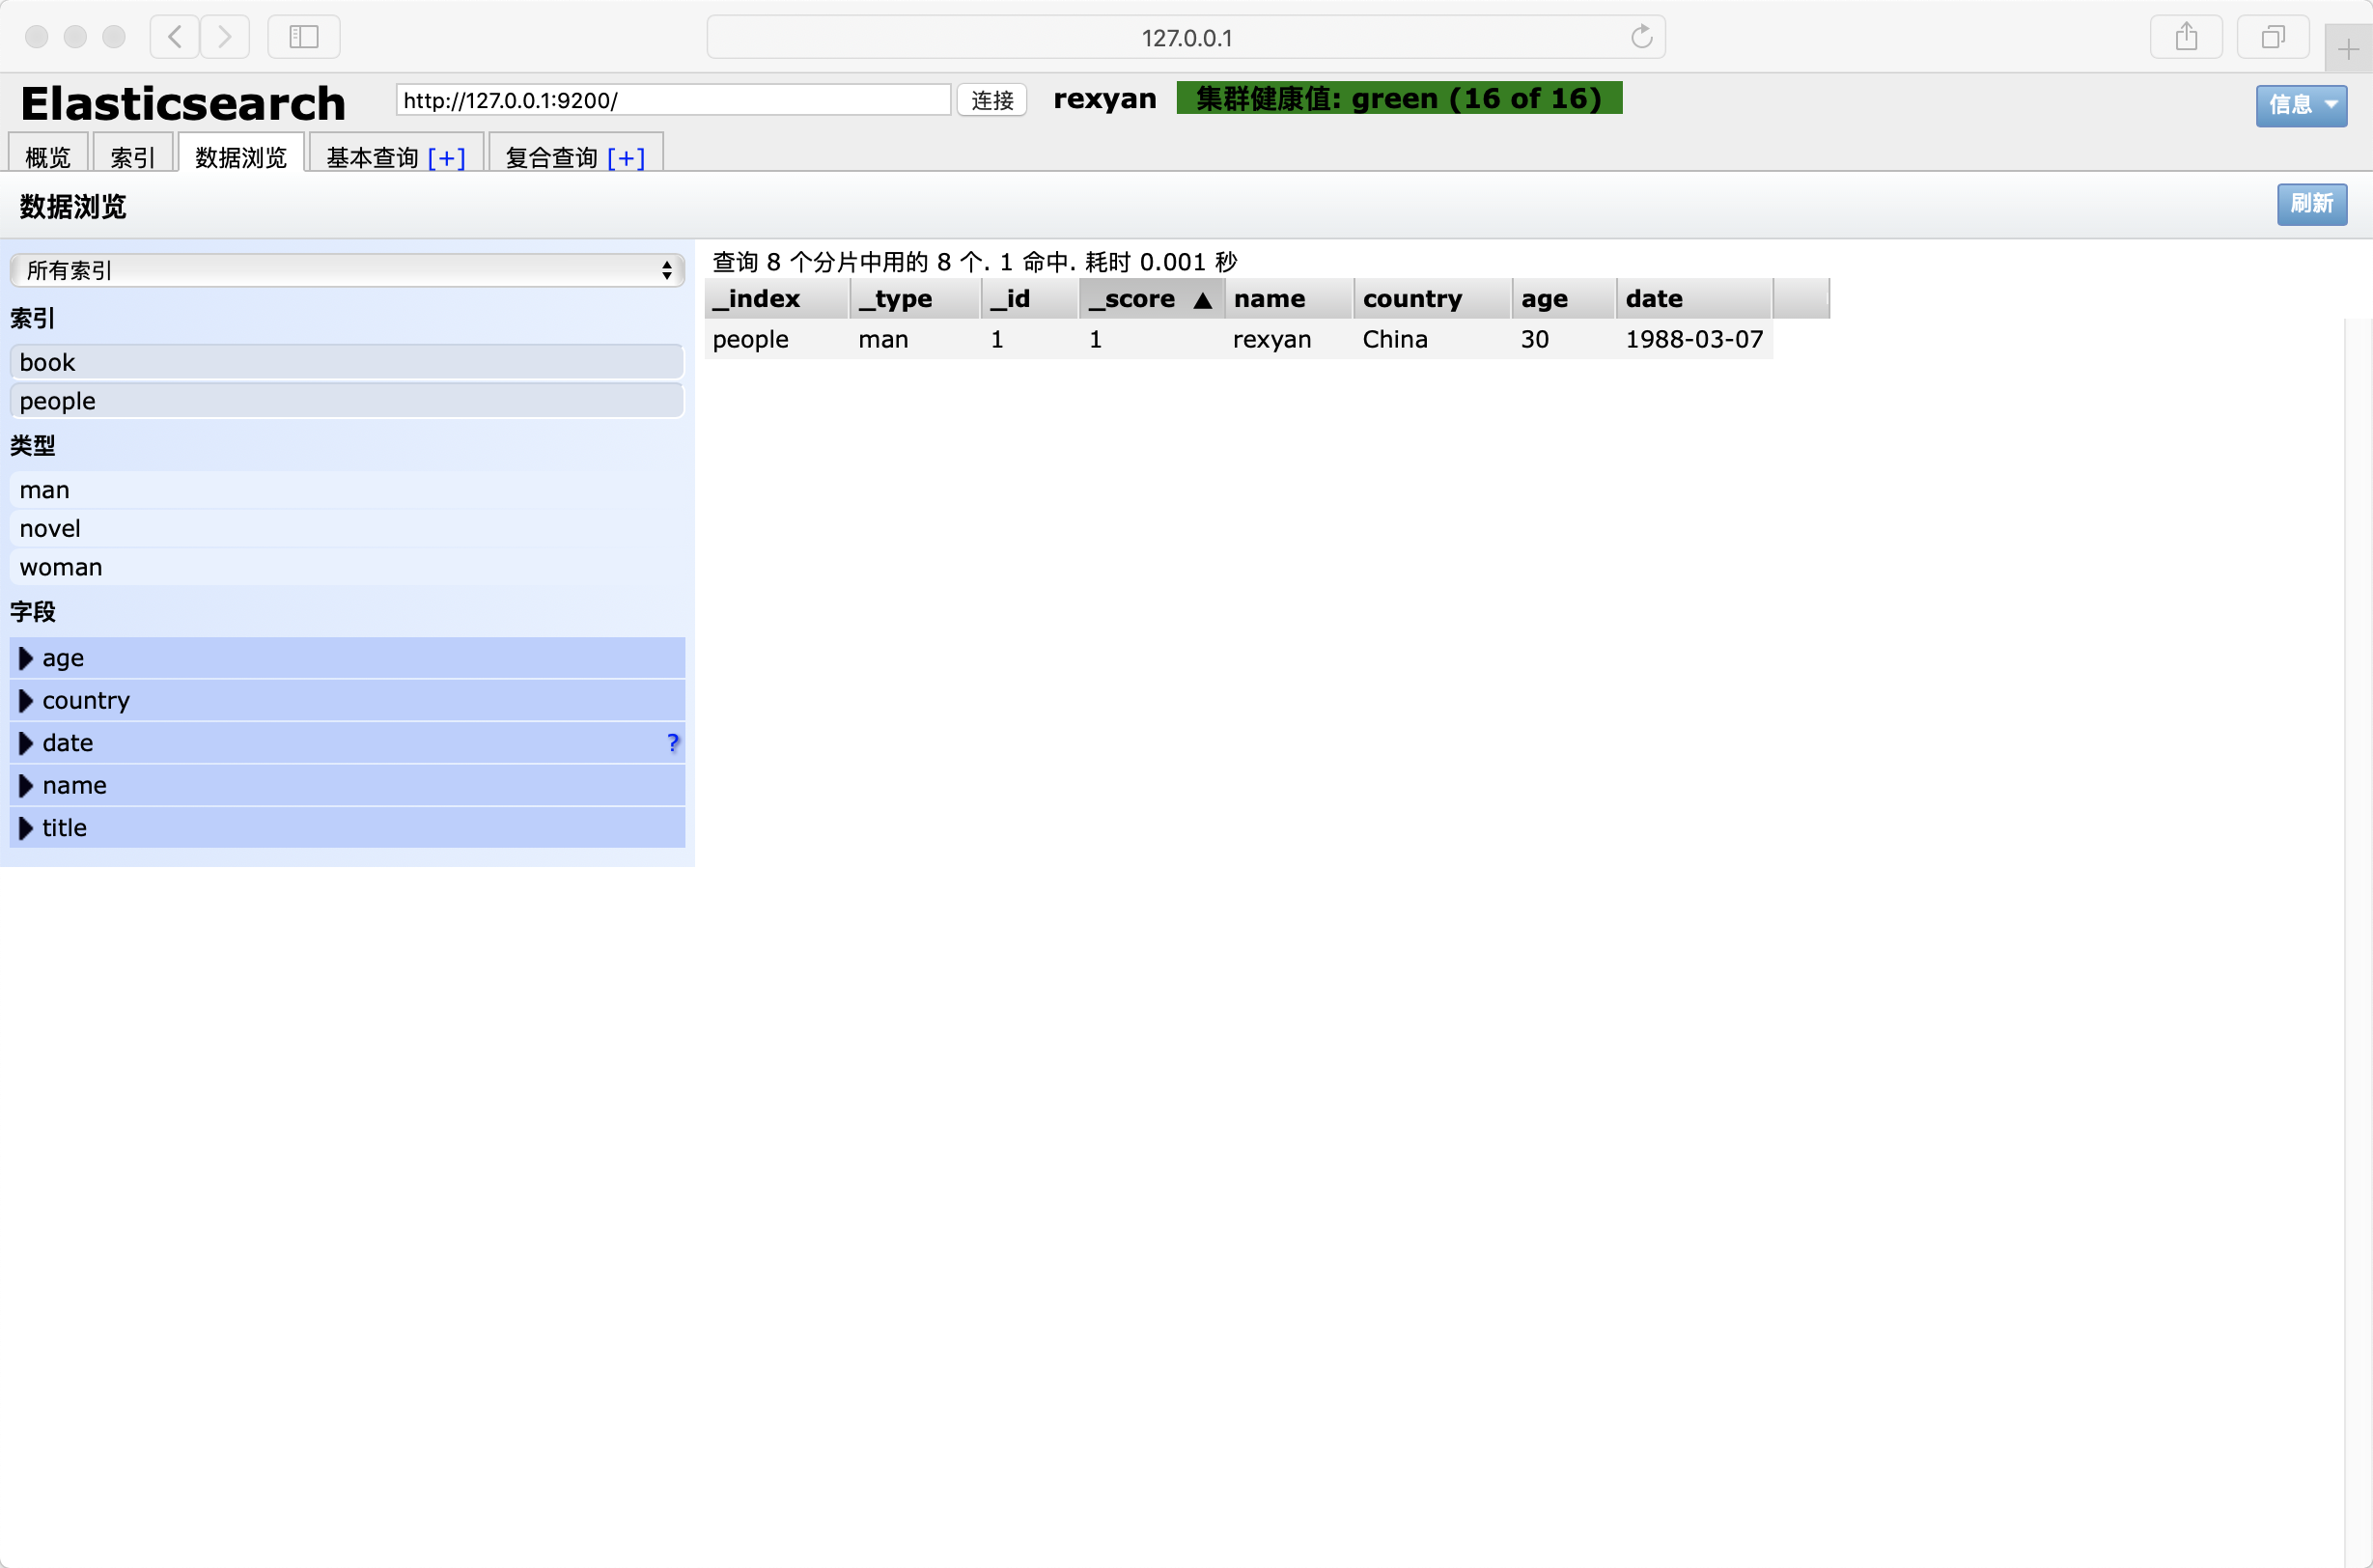 127.0.0.1
Elasticsearch http://127.0.0.1:9200/ 连接 rexyan 集群健康值: green (16 of 16) 信息
概览 索引 数据浏览 基本查询 [+] 复合查询 [+]
数据浏览 刷新
所有索引
索引
book
people
类型
man
novel
woman
字段
age
country
date ?
name
title
查询 8 个分片中用的 8 个. 1 命中. 耗时 0.001 秒
_index _type _id _score ▲ name country age date
people man 1 1 rexyan China 30 1988-03-07